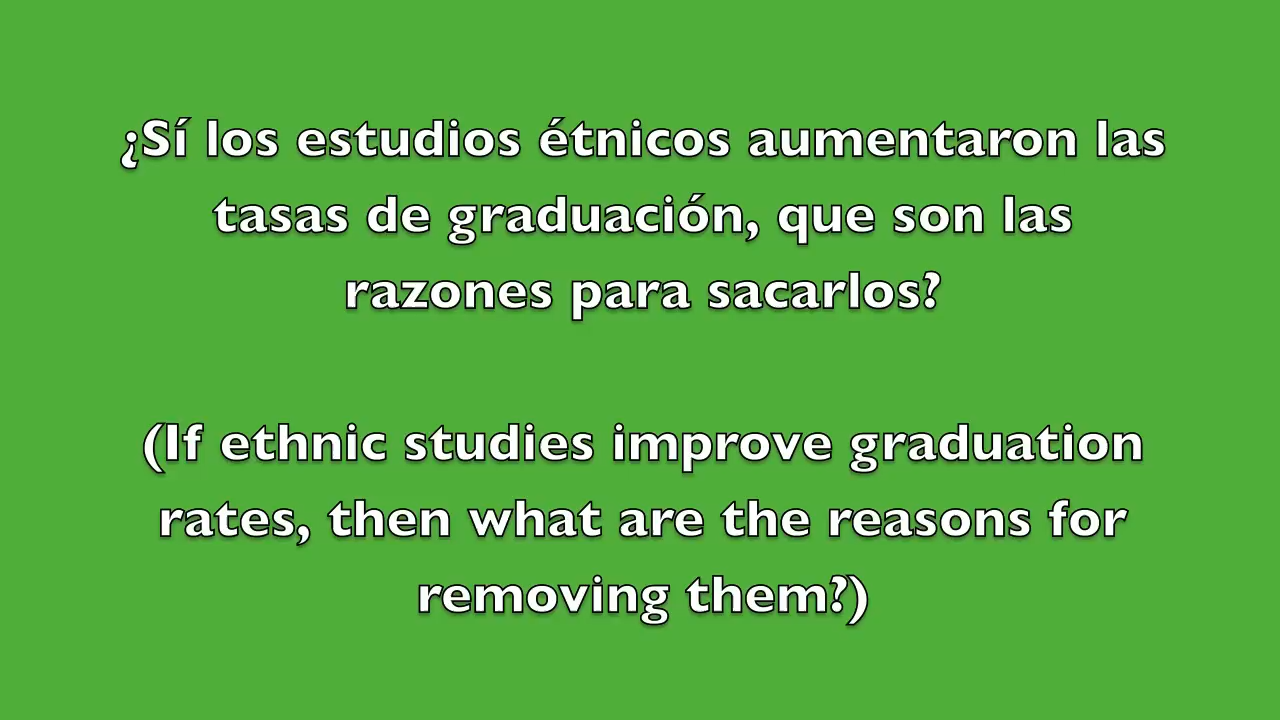 ¿Sí los estudios étnicos aumentaron las
tasas de graduación, que son las
razones para sacarlos?
(If ethnic studies improve graduation
rates, then what are the reasons for
removing them?)